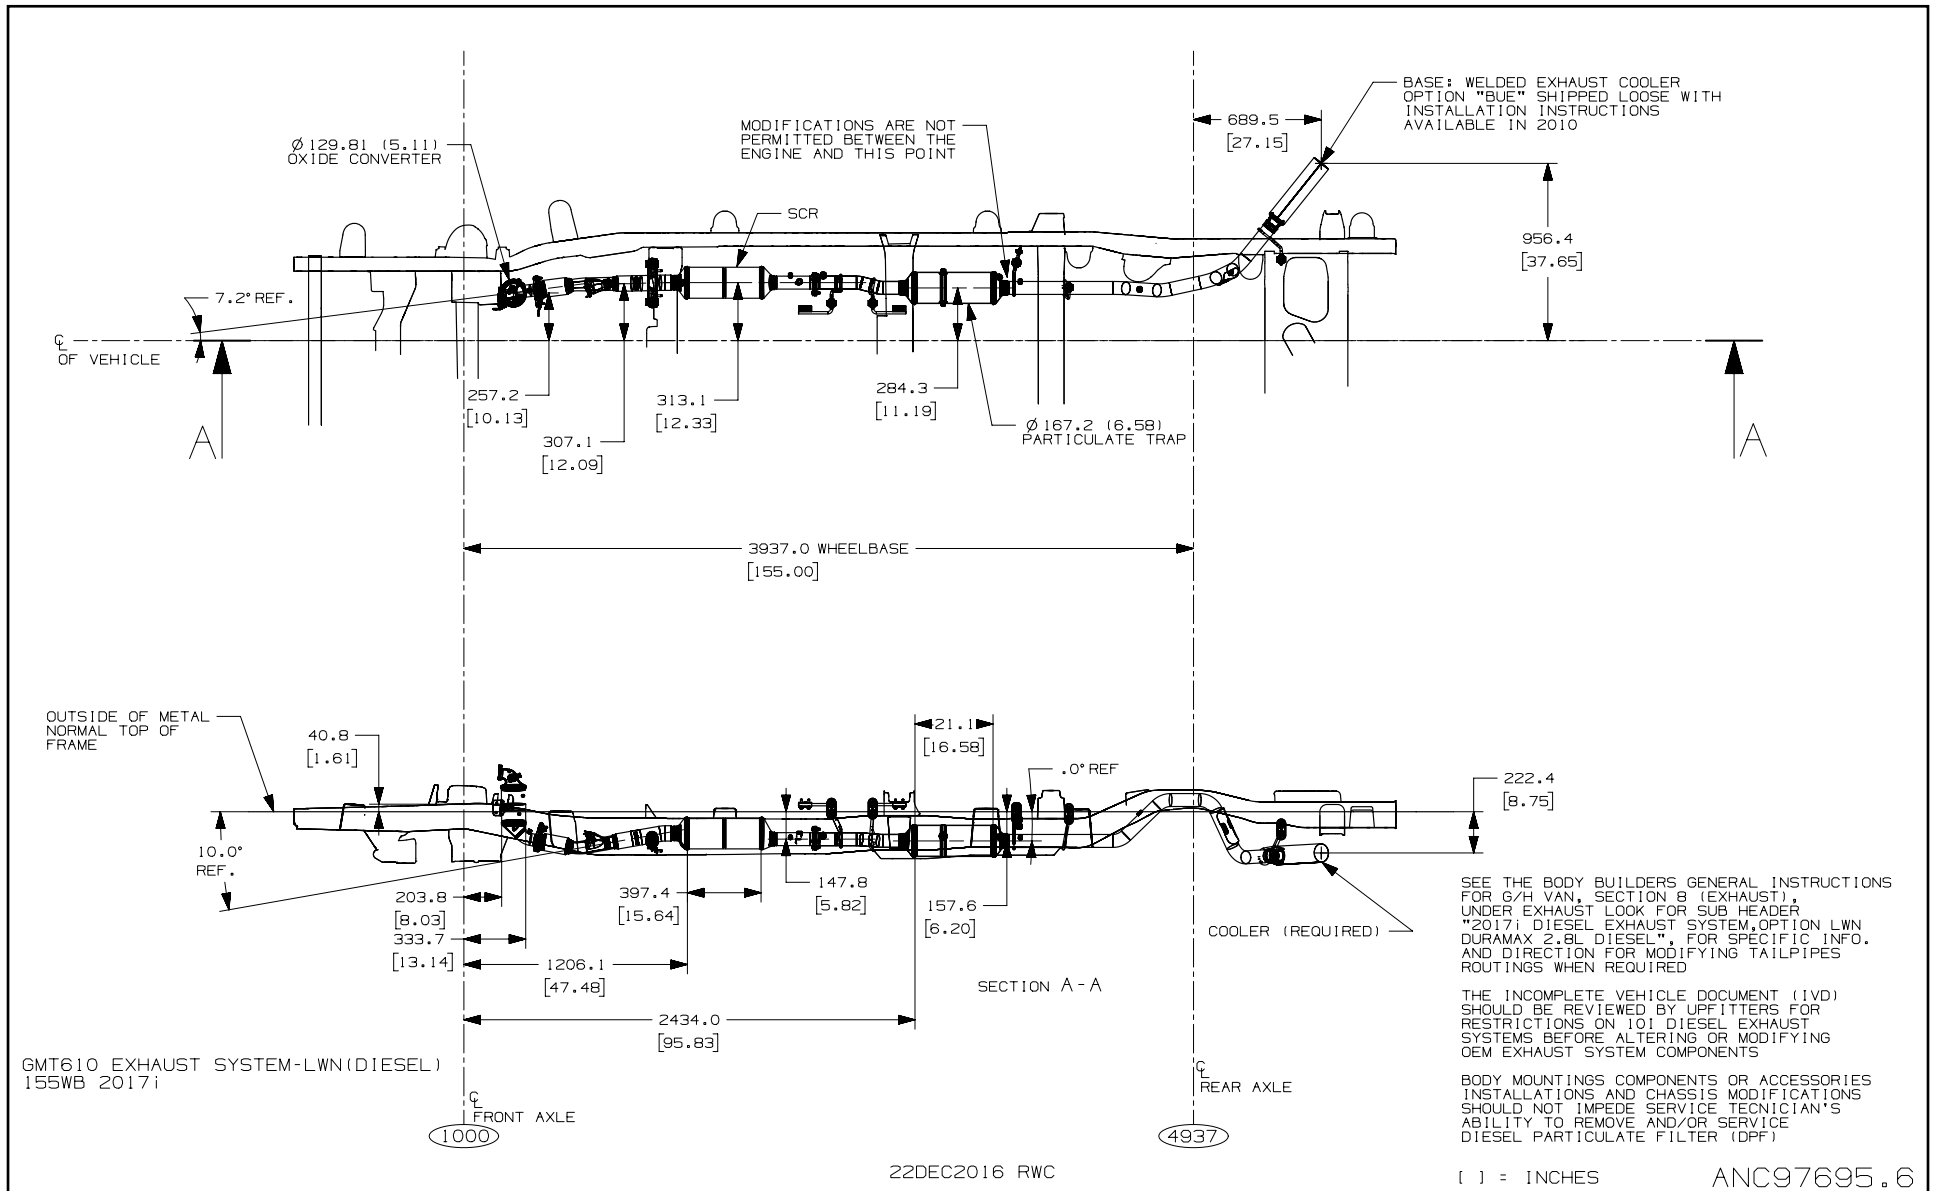 BASE: WELDED EXHAUST COOLER
OPTION "BUE" SHIPPED LOOSE WITH
INSTALLATION INSTRUCTIONS
AVAILABLE IN 2010
689.5
[27.15]
MODIFICATIONS ARE NOT
PERMITTED BETWEEN THE
ENGINE AND THIS POINT
Ø129.81 (5.11)
OXIDE CONVERTER
SCR
956.4
[37.65]
7.2° REF.
℄
OF VEHICLE
257.2
[10.13]
307.1
[12.09]
313.1
[12.33]
284.3
[11.19]
Ø167.2 (6.58)
PARTICULATE TRAP
A
A
3937.0 WHEELBASE
[155.00]
OUTSIDE OF METAL
NORMAL TOP OF
FRAME
40.8
[1.61]
421.1
[16.58]
.0° REF
222.4
[8.75]
10.0°
REF.
203.8
[8.03]
333.7
[13.14]
397.4
[15.64]
147.8
[5.82]
157.6
[6.20]
1206.1
[47.48]
2434.0
[95.83]
COOLER (REQUIRED)
SECTION A-A
SEE THE BODY BUILDERS GENERAL INSTRUCTIONS
FOR G/H VAN, SECTION 8 (EXHAUST),
UNDER EXHAUST LOOK FOR SUB HEADER
"2017i DIESEL EXHAUST SYSTEM,OPTION LWN
DURAMAX 2.8L DIESEL", FOR SPECIFIC INFO.
AND DIRECTION FOR MODIFYING TAILPIPES
ROUTINGS WHEN REQUIRED
THE INCOMPLETE VEHICLE DOCUMENT (IVD)
SHOULD BE REVIEWED BY UPFITTERS FOR
RESTRICTIONS ON 10I DIESEL EXHAUST
SYSTEMS BEFORE ALTERING OR MODIFYING
OEM EXHAUST SYSTEM COMPONENTS
BODY MOUNTINGS COMPONENTS OR ACCESSORIES
INSTALLATIONS AND CHASSIS MODIFICATIONS
SHOULD NOT IMPEDE SERVICE TECNICIAN'S
ABILITY TO REMOVE AND/OR SERVICE
DIESEL PARTICULATE FILTER (DPF)
GMT610 EXHAUST SYSTEM-LWN(DIESEL)
155WB 2017i
℄
FRONT AXLE
1000
℄
REAR AXLE
4937
22DEC2016 RWC
[ ] = INCHES
ANC97695.6